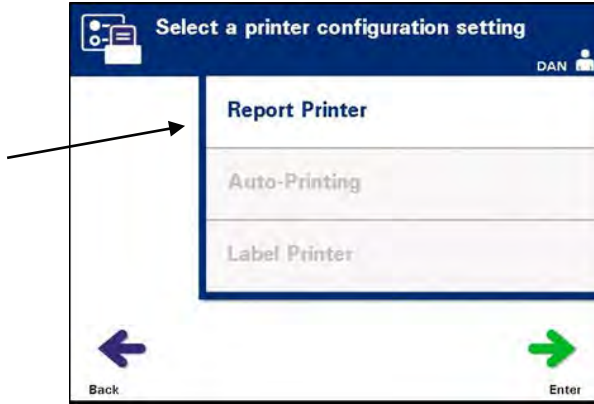 Select a printer configuration setting
DAN
Report Printer
Auto-Printing
Label Printer
Back
Enter